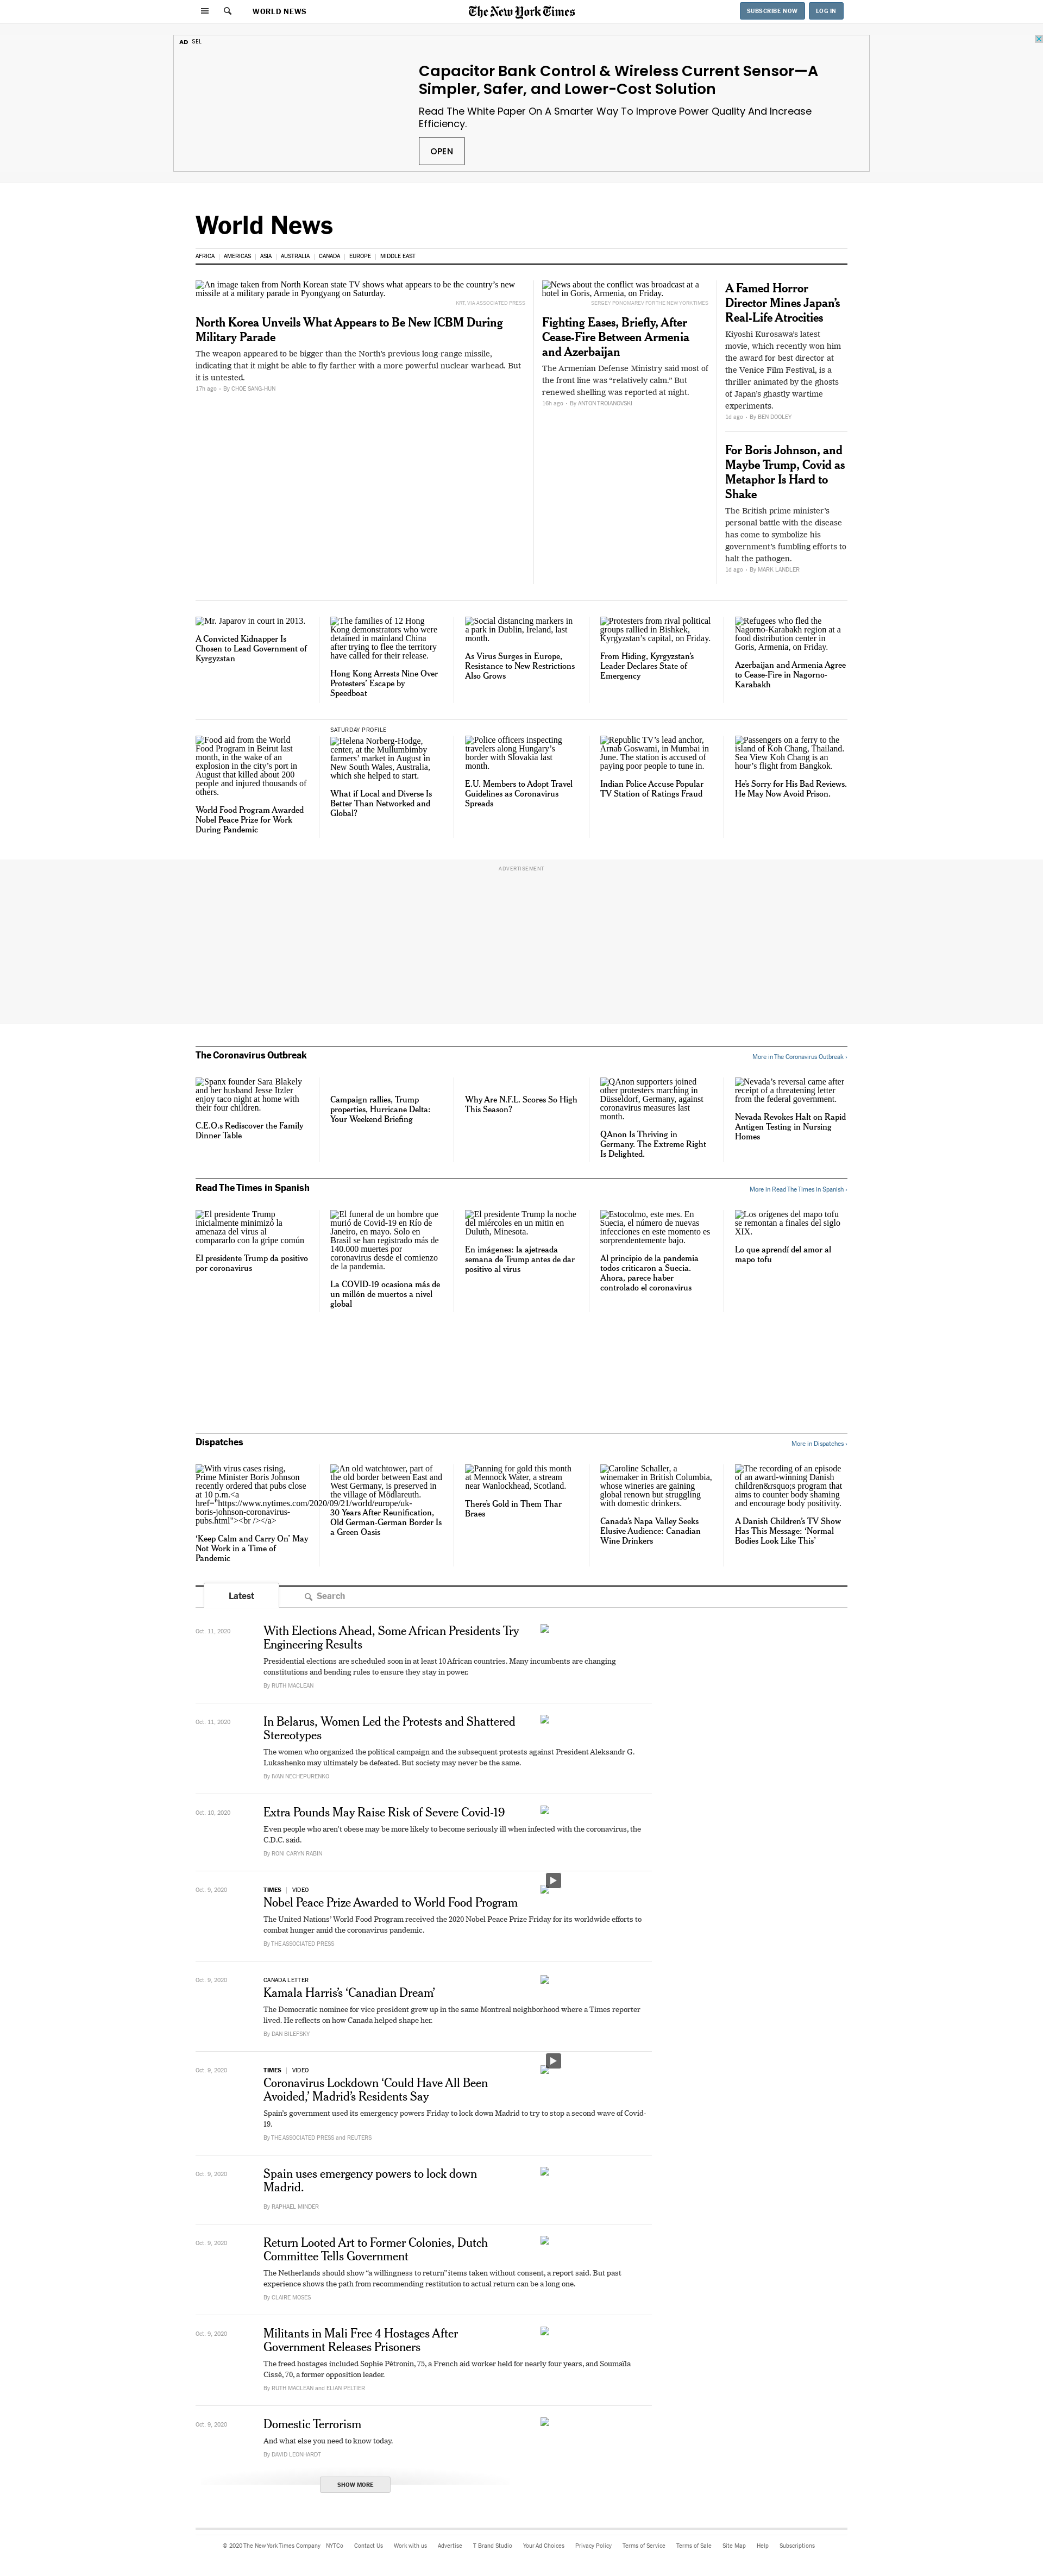 WORLD NEWS
The New York Times
SUBSCRIBE NOW
LOG IN
AD SEL
Capacitor Bank Control & Wireless Current Sensor—A
Simpler, Safer, and Lower-Cost Solution
Read The White Paper On A Smarter Way To Improve Power Quality And Increase
Efficiency.
OPEN
World News
AFRICA
AMERICAS
ASIA
AUSTRALIA
CANADA
EUROPE
MIDDLE EAST
An image taken from North Korean state TV shows what appears to be the country's new
missile at a military parade in Pyongyang on Saturday.
KRT, VIA ASSOCIATED PRESS
North Korea Unveils What Appears to Be New ICBM During
Military Parade
The weapon appeared to be bigger than the North's previous long-range missile,
indicating that it might be able to fly farther with a more powerful nuclear warhead. But
it is untested.
17h ago • By CHOE SANG-HUN
News about the conflict was broadcast at a
hotel in Goris, Armenia, on Friday.
SERGEY PONOMAREV FOR THE NEW YORK TIMES
Fighting Eases, Briefly, After
Cease-Fire Between Armenia
and Azerbaijan
The Armenian Defense Ministry said most of
the front line was “relatively calm.” But
renewed shelling was reported at night.
16h ago • By ANTON TROIANOVSKI
A Famed Horror
Director Mines Japan’s
Real-Life Atrocities
Kiyoshi Kurosawa’s latest
movie, which recently won him
the award for best director at
the Venice Film Festival, is a
thriller animated by the ghosts
of Japan’s ghastly wartime
experiments.
1d ago • By BEN DOOLEY
For Boris Johnson, and
Maybe Trump, Covid as
Metaphor Is Hard to
Shake
The British prime minister’s
personal battle with the disease
has come to symbolize his
government’s fumbling efforts to
halt the pathogen.
1d ago • By MARK LANDLER
Mr. Japarov in court in 2013.
A Convicted Kidnapper Is
Chosen to Lead Government of
Kyrgyzstan
The families of 12 Hong
Kong demonstrators who were
detained in mainland China
after trying to flee the territory
have called for their release.
Hong Kong Arrests Nine Over
Protesters’ Escape by
Speedboat
Social distancing markers in
a park in Dublin, Ireland, last
month.
As Virus Surges in Europe,
Resistance to New Restrictions
Also Grows
Protesters from rival political
groups rallied in Bishkek,
Kyrgyzstan’s capital, on Friday.
From Hiding, Kyrgyzstan’s
Leader Declares State of
Emergency
Refugees who fled the
Nagorno-Karabakh region at a
food distribution center in
Goris, Armenia, on Friday.
Azerbaijan and Armenia Agree
to Cease-Fire in Nagorno-
Karabakh
Food aid from the World
Food Program in Beirut last
month, in the wake of an
explosion in the city’s port in
August that killed about 200
people and injured thousands of
others.
World Food Program Awarded
Nobel Peace Prize for Work
During Pandemic
SATURDAY PROFILE
Helena Norberg-Hodge,
center, at the Mullumbimby
farmers’ market in August in
New South Wales, Australia,
which she helped to start.
What if Local and Diverse Is
Better Than Networked and
Global?
Police officers inspecting
travelers along Hungary’s
border with Slovakia last
month.
E.U. Members to Adopt Travel
Guidelines as Coronavirus
Spreads
Republic TV’s lead anchor,
Arnab Goswami, in Mumbai in
June. The station is accused of
paying poor people to tune in.
Indian Police Accuse Popular
TV Station of Ratings Fraud
Passengers on a ferry to the
island of Koh Chang, Thailand.
Sea View Koh Chang is an
hour’s flight from Bangkok.
He’s Sorry for His Bad Reviews.
He May Now Avoid Prison.
ADVERTISEMENT
The Coronavirus Outbreak
More in The Coronavirus Outbreak ›
Spanx founder Sara Blakely
and her husband Jesse Itzler
enjoy taco night at home with
their four children.
C.E.O.s Rediscover the Family
Dinner Table
Campaign rallies, Trump
properties, Hurricane Delta:
Your Weekend Briefing
Why Are N.F.L. Scores So High
This Season?
QAnon supporters joined
other protesters marching in
Düsseldorf, Germany, against
coronavirus measures last
month.
QAnon Is Thriving in
Germany. The Extreme Right
Is Delighted.
Nevada’s reversal came after
receipt of a threatening letter
from the federal government.
Nevada Revokes Halt on Rapid
Antigen Testing in Nursing
Homes
Read The Times in Spanish
More in Read The Times in Spanish ›
El presidente Trump
inicialmente minimizó la
amenaza del virus al
compararlo con la gripe común
El presidente Trump da positivo
por coronavirus
El funeral de un hombre que
murió de Covid-19 en Río de
Janeiro, en mayo. Solo en
Brasil se han registrado más de
140.000 muertes por
coronavirus desde el comienzo
de la pandemia.
La COVID-19 ocasiona más de
un millón de muertos a nivel
global
El presidente Trump la noche
del miércoles en un mitin en
Duluth, Minesota.
En imágenes: la ajetreada
semana de Trump antes de dar
positivo al virus
Estocolmo, este mes. En
Suecia, el número de nuevas
infecciones en este momento es
sorprendentemente bajo.
Al principio de la pandemia
todos criticaron a Suecia.
Ahora, parece haber
controlado el coronavirus
Los orígenes del mapo tofu
se remontan a finales del siglo
XIX.
Lo que aprendí del amor al
mapo tofu
Dispatches
More in Dispatches ›
With virus cases rising,
Prime Minister Boris Johnson
recently ordered that pubs close
at 10 p.m.<a
href="https://www.nytimes.com/2020/09/21/world/europe/uk-
boris-johnson-coronavirus-
pubs.html"><br /></a>
‘Keep Calm and Carry On’ May
Not Work in a Time of
Pandemic
An old watchtower, part of
the old border between East and
West Germany, is preserved in
the village of Mödlareuth.
30 Years After Reunification,
Old German-German Border Is
a Green Oasis
Panning for gold this month
at Mennock Water, a stream
near Wanlockhead, Scotland.
There’s Gold in Them Thar
Braes
Caroline Schaller, a
winemaker in British Columbia,
whose wineries are gaining
global renown but struggling
with domestic drinkers.
Canada’s Napa Valley Seeks
Elusive Audience: Canadian
Wine Drinkers
The recording of an episode
of an award-winning Danish
children&rsquo;s program that
aims to counter body shaming
and encourage body positivity.
A Danish Children’s TV Show
Has This Message: ‘Normal
Bodies Look Like This’
Latest
Search
Oct. 11, 2020
With Elections Ahead, Some African Presidents Try
Engineering Results
Presidential elections are scheduled soon in at least 10 African countries. Many incumbents are changing
constitutions and bending rules to ensure they stay in power.
By RUTH MACLEAN
Oct. 11, 2020
In Belarus, Women Led the Protests and Shattered
Stereotypes
The women who organized the political campaign and the subsequent protests against President Aleksandr G.
Lukashenko may ultimately be defeated. But society may never be the same.
By IVAN NECHEPURENKO
Oct. 10, 2020
Extra Pounds May Raise Risk of Severe Covid-19
Even people who aren’t obese may be more likely to become seriously ill when infected with the coronavirus, the
C.D.C. said.
By RONI CARYN RABIN
Oct. 9, 2020
TIMES | VIDEO
Nobel Peace Prize Awarded to World Food Program
The United Nations’ World Food Program received the 2020 Nobel Peace Prize Friday for its worldwide efforts to
combat hunger amid the coronavirus pandemic.
By THE ASSOCIATED PRESS
Oct. 9, 2020
CANADA LETTER
Kamala Harris’s ‘Canadian Dream’
The Democratic nominee for vice president grew up in the same Montreal neighborhood where a Times reporter
lived. He reflects on how Canada helped shape her.
By DAN BILEFSKY
Oct. 9, 2020
TIMES | VIDEO
Coronavirus Lockdown ‘Could Have All Been
Avoided,’ Madrid’s Residents Say
Spain’s government used its emergency powers Friday to lock down Madrid to try to stop a second wave of Covid-
19.
By THE ASSOCIATED PRESS and REUTERS
Oct. 9, 2020
Spain uses emergency powers to lock down
Madrid.
By RAPHAEL MINDER
Oct. 9, 2020
Return Looted Art to Former Colonies, Dutch
Committee Tells Government
The Netherlands should show “a willingness to return” items taken without consent, a report said. But past
experience shows the path from recommending restitution to actual return can be a long one.
By CLAIRE MOSES
Oct. 9, 2020
Militants in Mali Free 4 Hostages After
Government Releases Prisoners
The freed hostages included Sophie Pétronin, 75, a French aid worker held for nearly four years, and Soumaïla
Cissé, 70, a former opposition leader.
By RUTH MACLEAN and ELIAN PELTIER
Oct. 9, 2020
Domestic Terrorism
And what else you need to know today.
By DAVID LEONHARDT
SHOW MORE
© 2020 The New York Times Company
NYTCo
Contact Us
Work with us
Advertise
T Brand Studio
Your Ad Choices
Privacy Policy
Terms of Service
Terms of Sale
Site Map
Help
Subscriptions